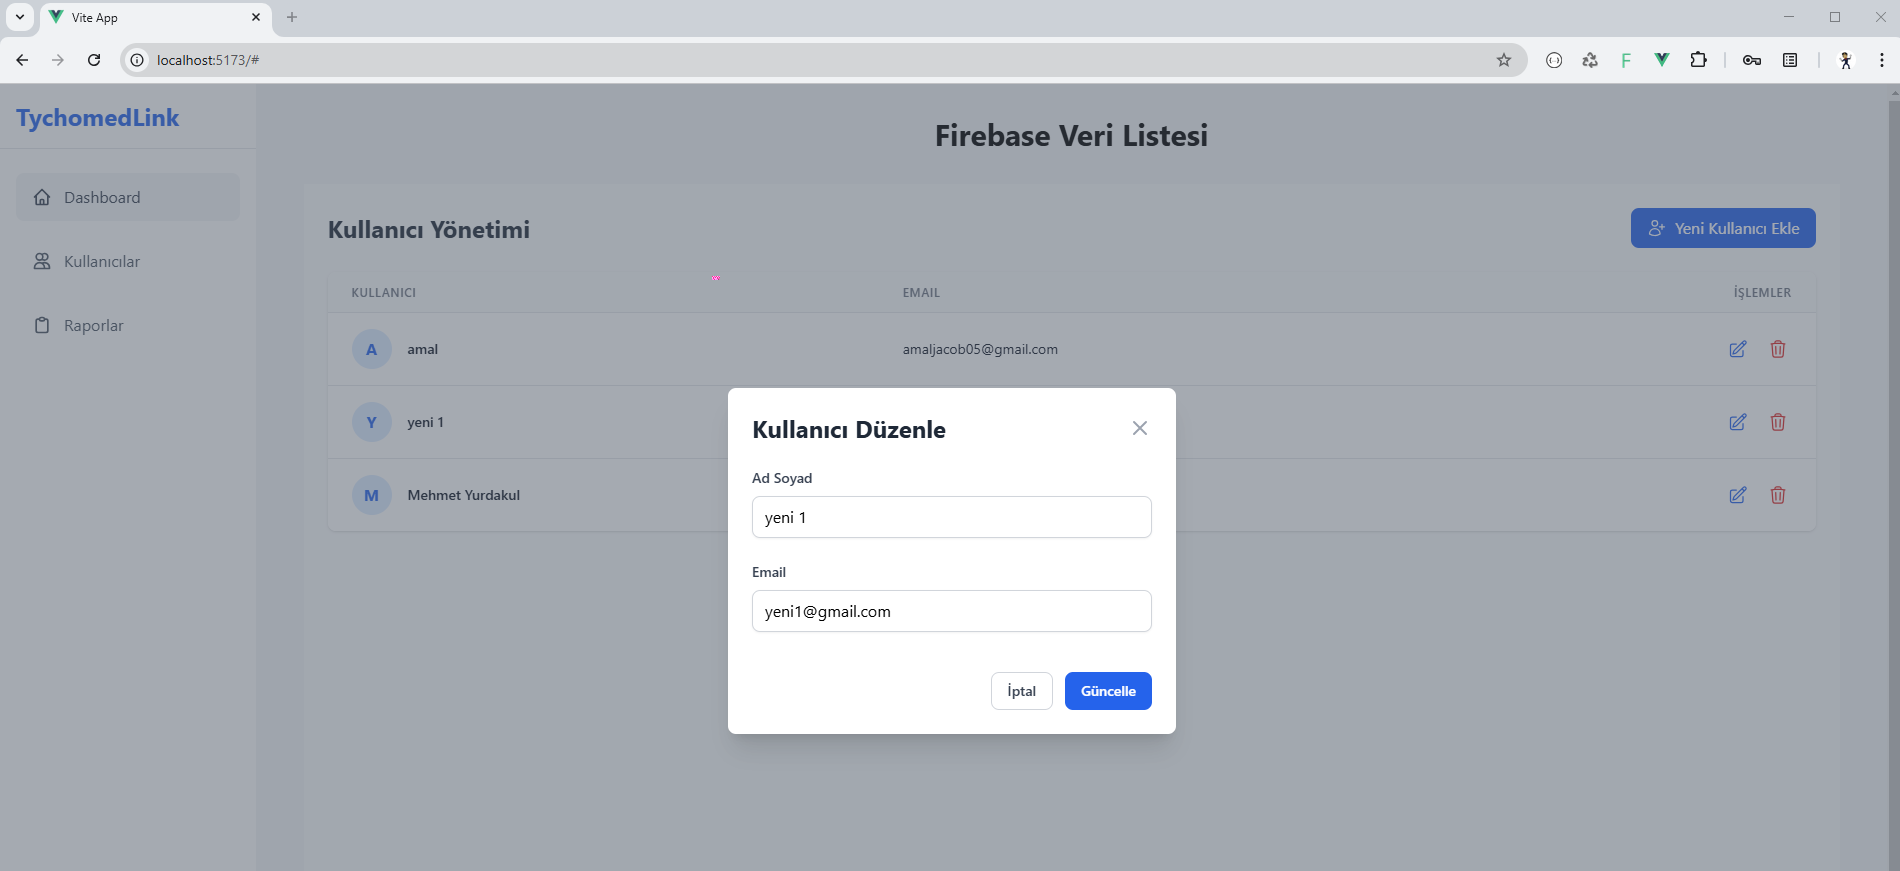 Vite App
localhost:5173/#
TychomedLink
Dashboard
Kullanıcılar
Raporlar
Firebase Veri Listesi
Kullanıcı Yönetimi
Yeni Kullanıcı Ekle
KULLANICI EMAIL İŞLEMLER
A amal amaljacob05@gmail.com
Y yeni 1
M Mehmet Yurdakul
Kullanıcı Düzenle
Ad Soyad
yeni 1
Email
yeni1@gmail.com
İptal Güncelle